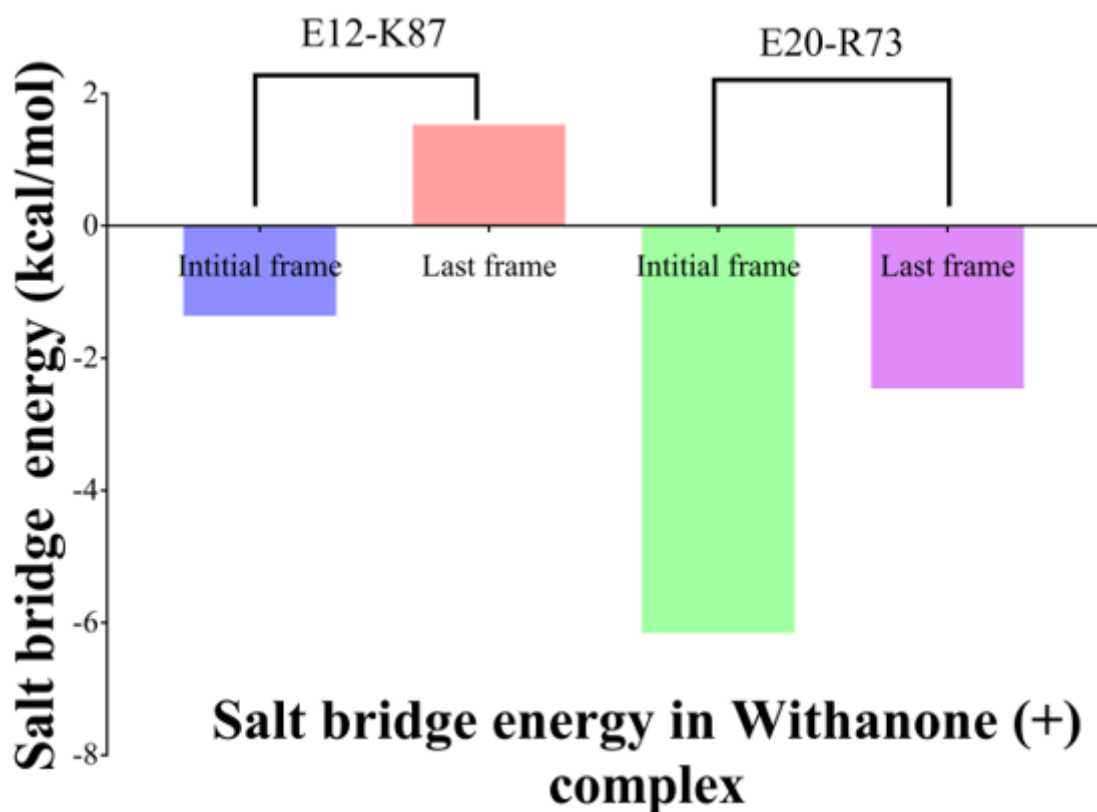 E12-K87
E20-R73
Salt bridge energy (kcal/mol)
2
0
-2
-4
-6
-8
Intitial frame
Last frame
Intitial frame
Last frame
Salt bridge energy in Withanone (+)
complex